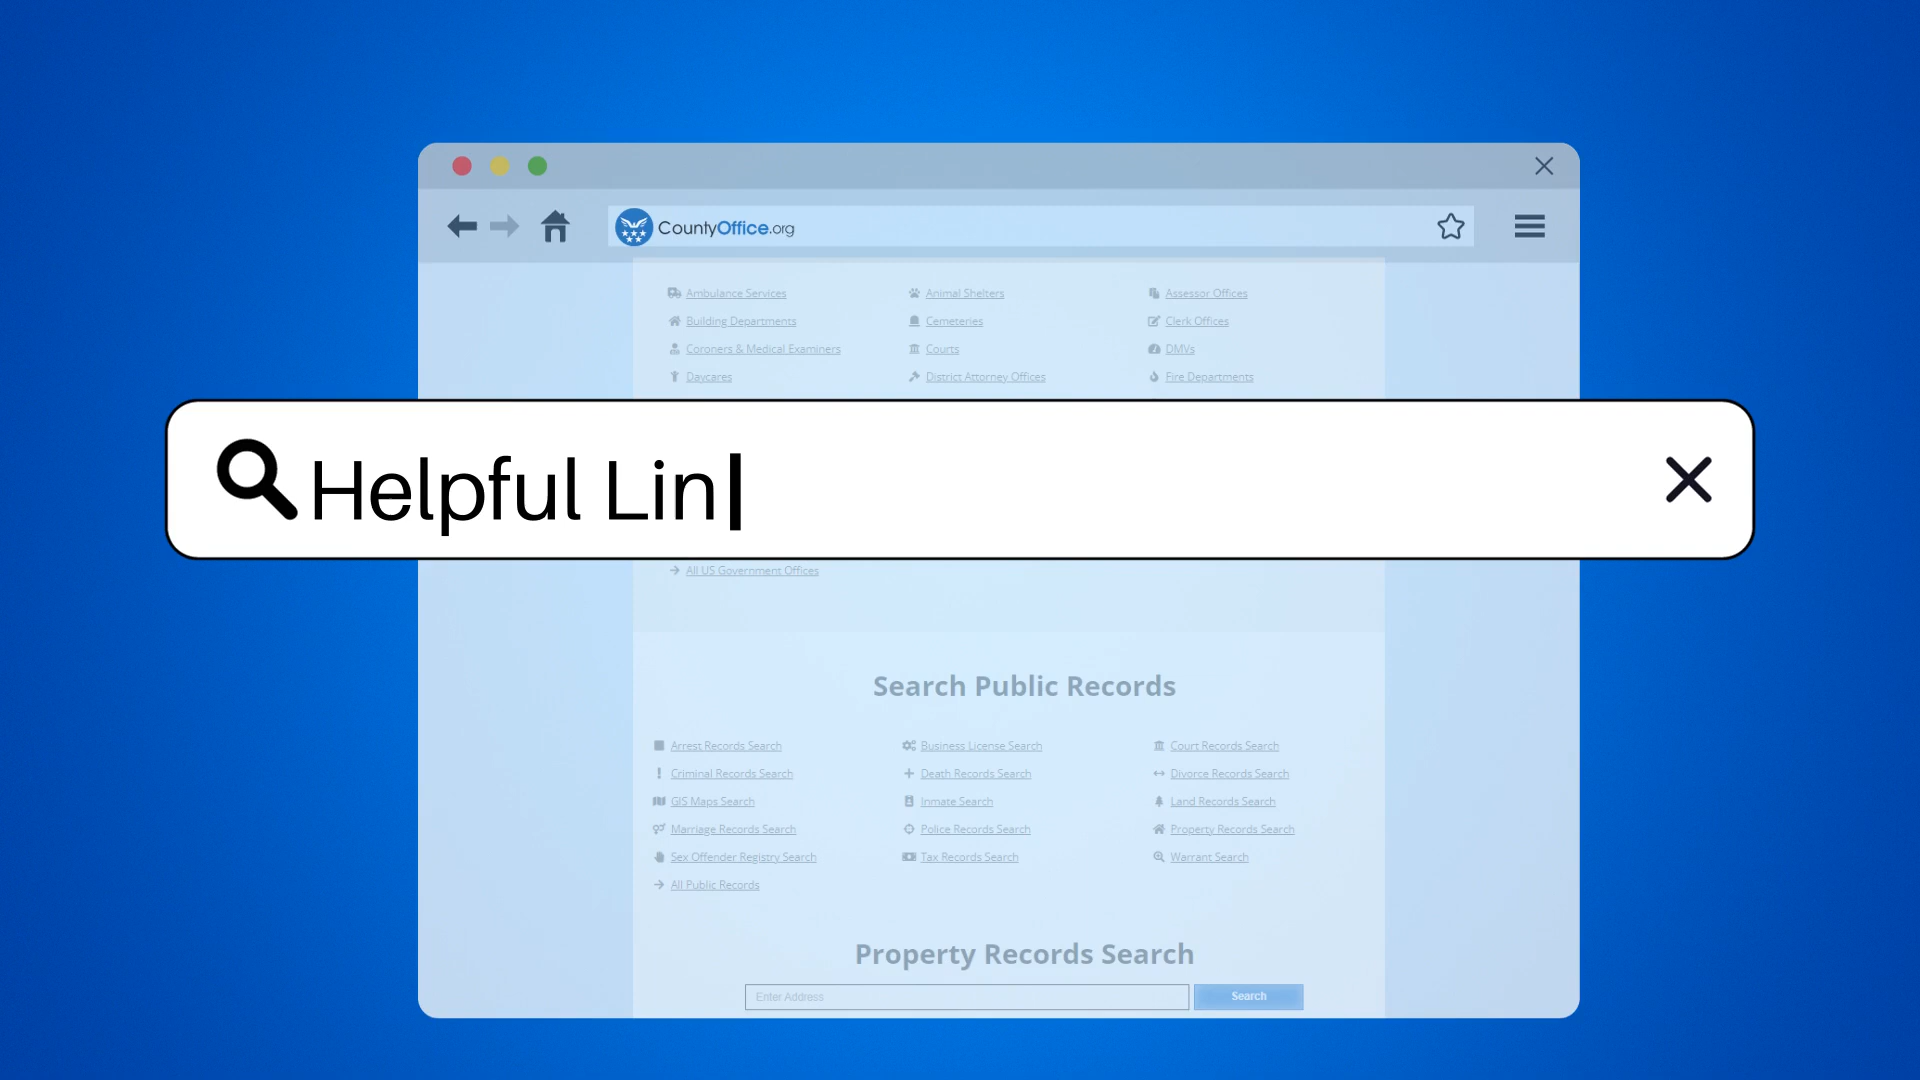 CountyOffice.org
Ambulance Services Animal Shelters Assessor Offices
Building Departments Cemeteries Clerk Offices
Coroners & Medical Examiners Courts DMVs
Daycares District Attorney Offices Fire Departments
Helpful Lin
All US Government Offices
Search Public Records
Arrest Records Search Business License Search Court Records Search
Criminal Records Search Death Records Search Divorce Records Search
GIS Maps Search Inmate Search Land Records Search
Marriage Records Search Police Records Search Property Records Search
Sex Offender Registry Search Tax Records Search Warrant Search
All Public Records
Property Records Search
Enter Address Search